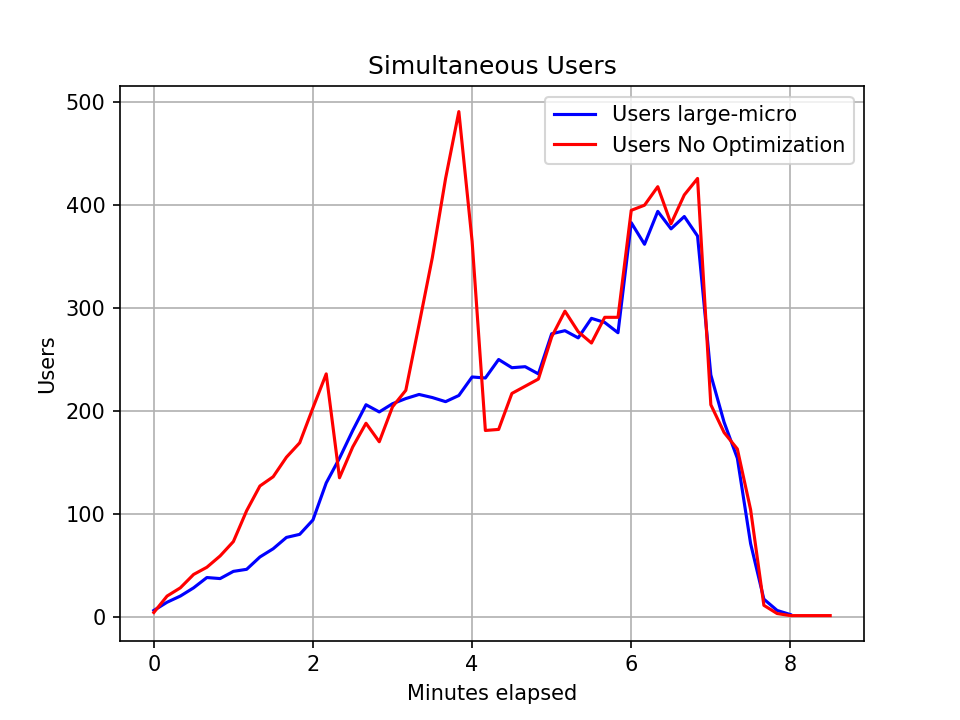 Simultaneous Users
Users large-micro
Users No Optimization
500
400
300
200
100
0
Users
0 2 4 6 8
Minutes elapsed